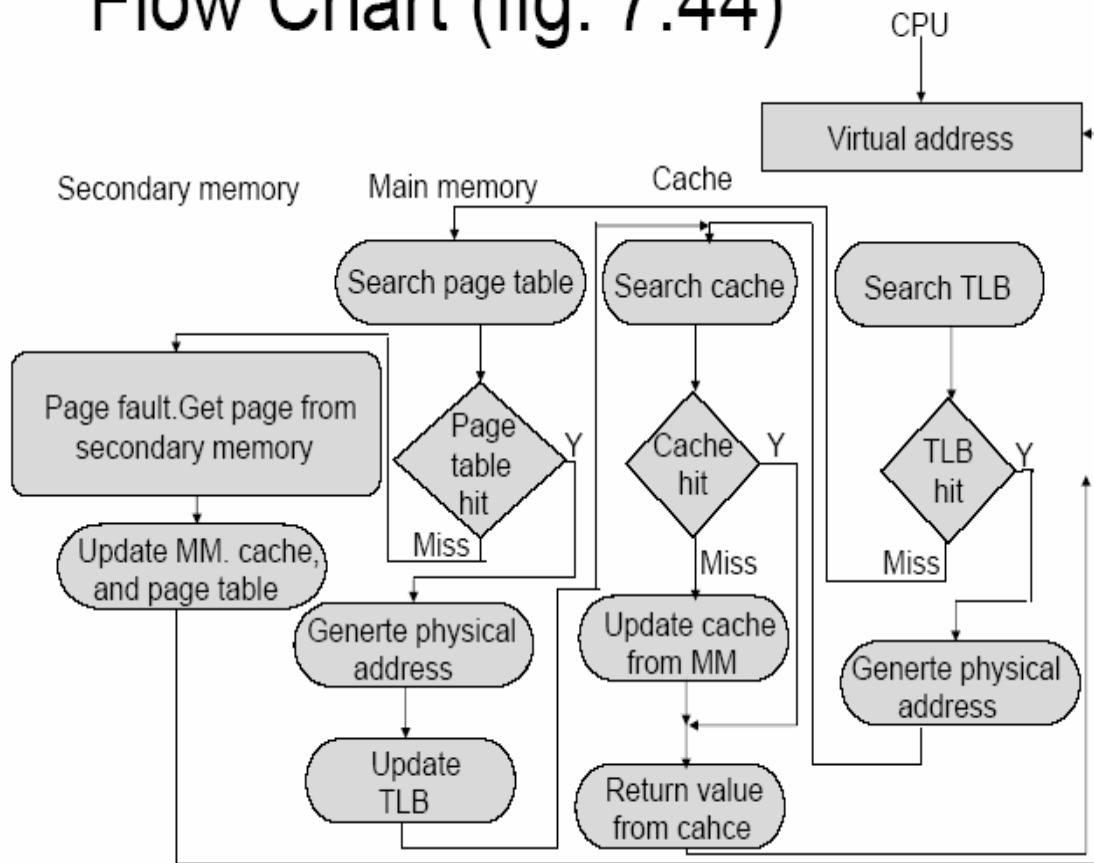 Flow Chart (fig. 7.44)
CPU
Virtual address
Secondary memory
Main memory
Cache
Search page table
Search cache
Search TLB
Page fault.Get page from
secondary memory
Page
table
hit
Y
Miss
Cache
hit
Y
Miss
TLB
hit
Y
Miss
Update MM. cache,
and page table
Generte physical
address
Update cache
from MM
Generte physical
address
Update
TLB
Return value
from cahce